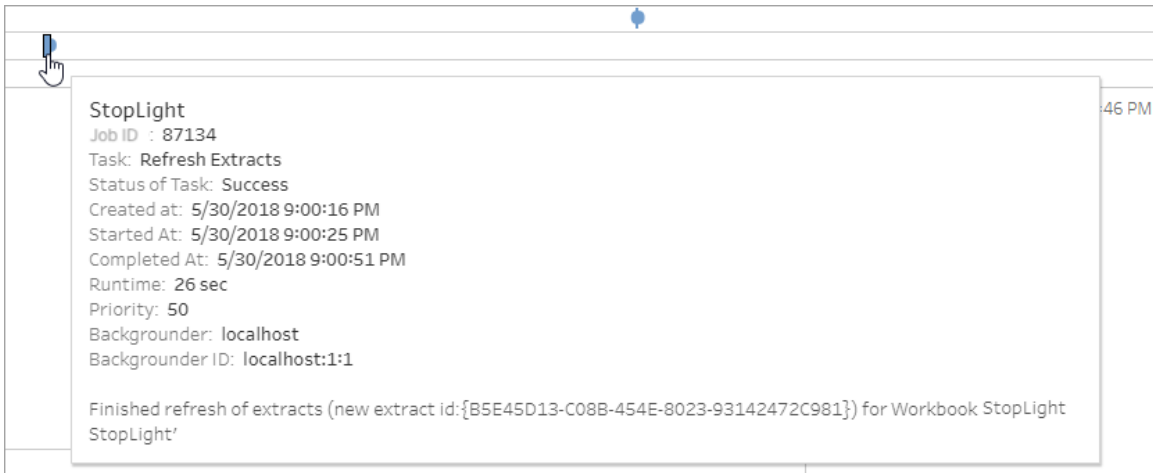 :46 PM
StopLight
Job ID : 87134
Task: Refresh Extracts
Status of Task: Success
Created at: 5/30/2018 9:00:16 PM
Started At: 5/30/2018 9:00:25 PM
Completed At: 5/30/2018 9:00:51 PM
Runtime: 26 sec
Priority: 50
Backgrounder: localhost
Backgrounder ID: localhost:1:1
Finished refresh of extracts (new extract id:{B5E45D13-C08B-454E-8023-93142472C981}) for Workbook StopLight
StopLight’